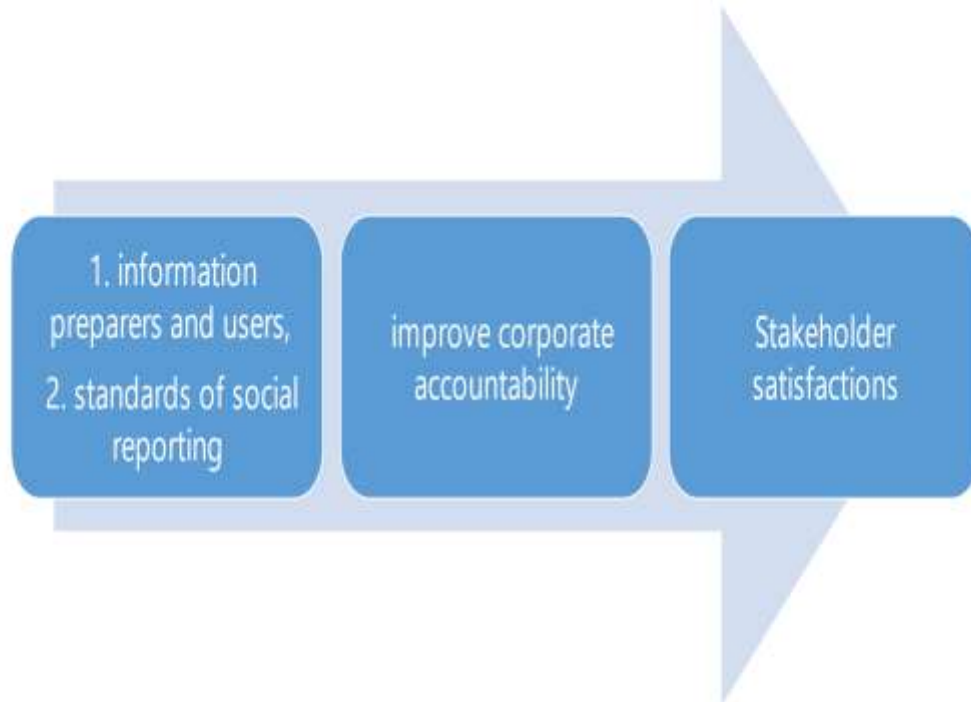 1. information
preparers and users,
2. standards of social
reporting
improve corporate
accountability
Stakeholder
satisfactions